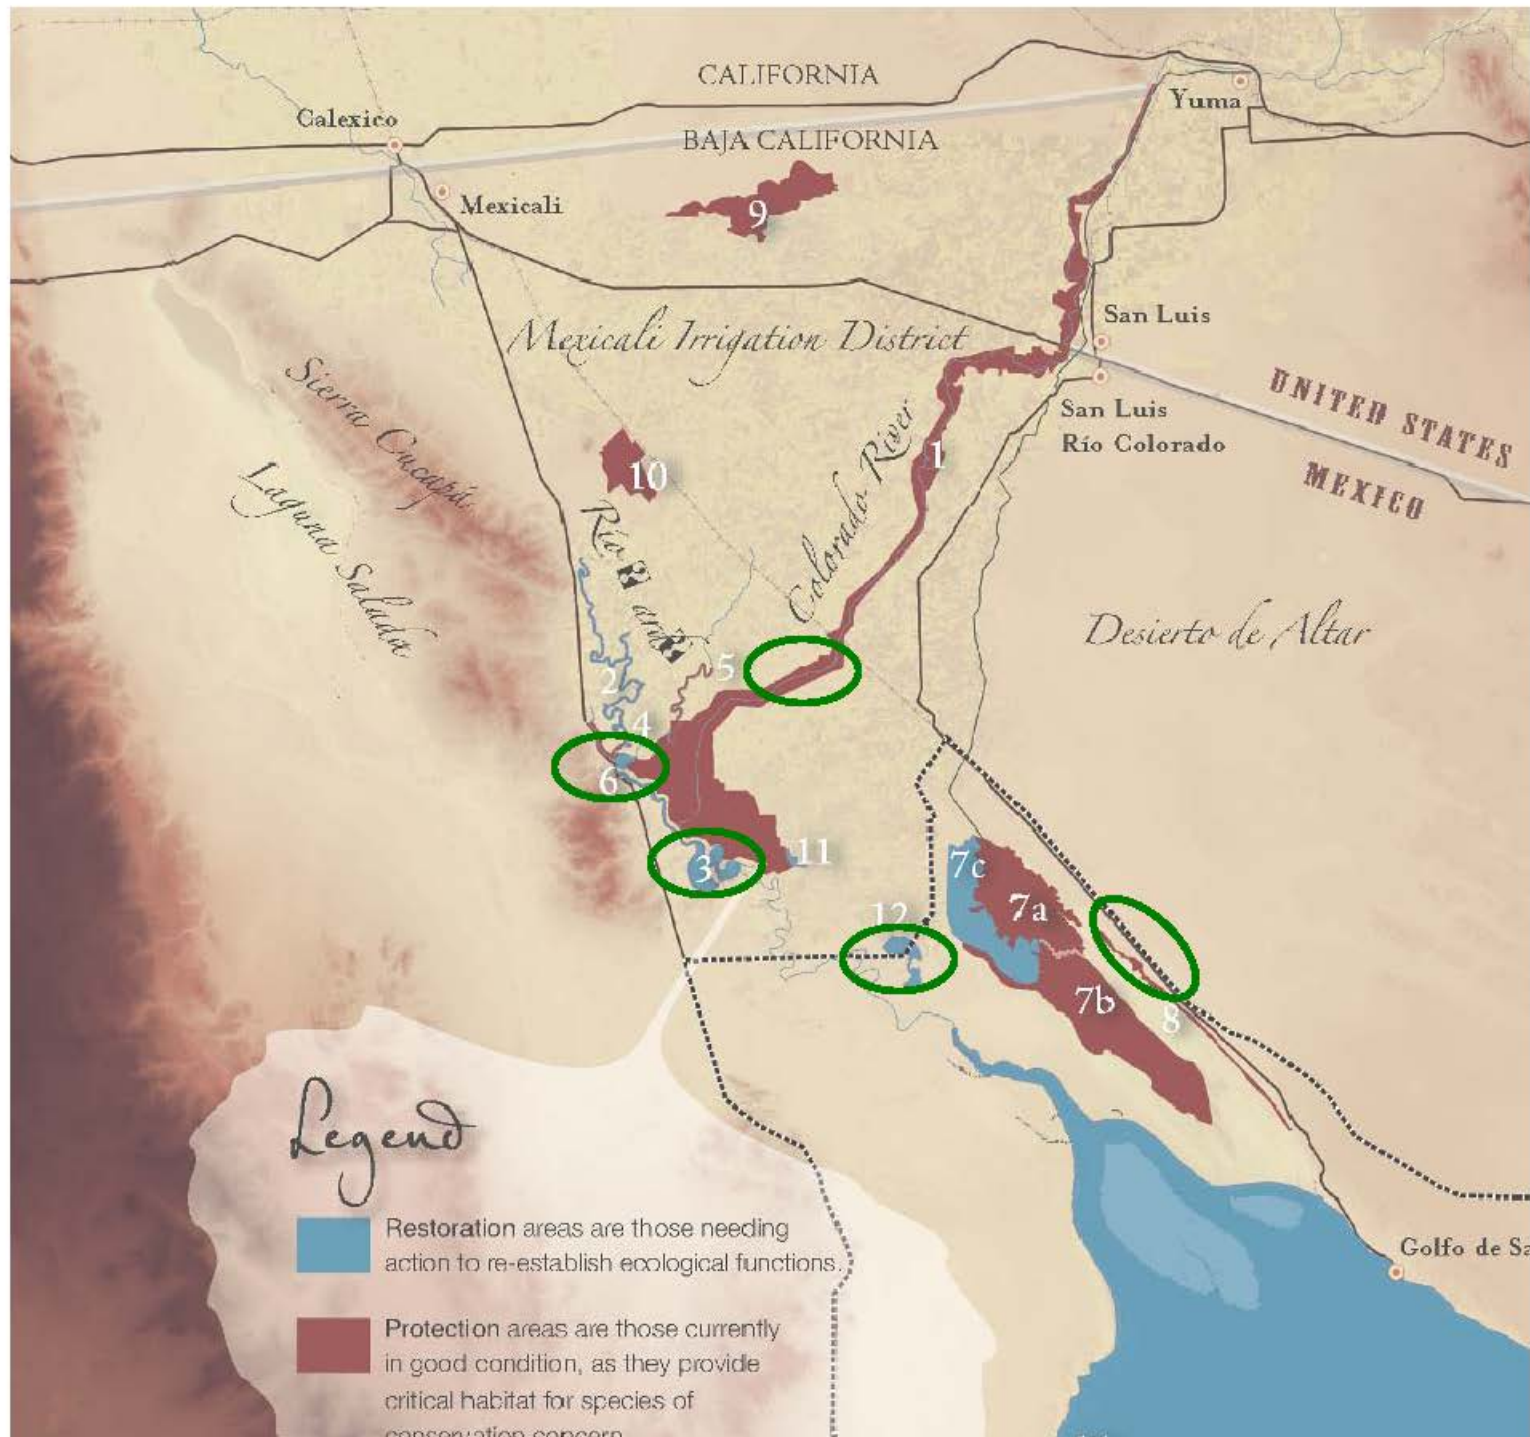 CALIFORNIA
Yuma
Calexico
BAJA CALIFORNIA
Mexicali
9
San Luis
Mexicali Irrigation District
UNITED STATES
San Luis
Río Colorado
MEXICO
Sierra Cucapá
Laguna Salada
Colorado River
1
10
Río
Desierto de Altar
5
2
4
6
3
11
7c
7a
12
7b
8
Legend
Restoration areas are those needing
action to re-establish ecological functions.
Golfo de
Protection areas are those currently
in good condition, as they provide
critical habitat for species of
conservation concern